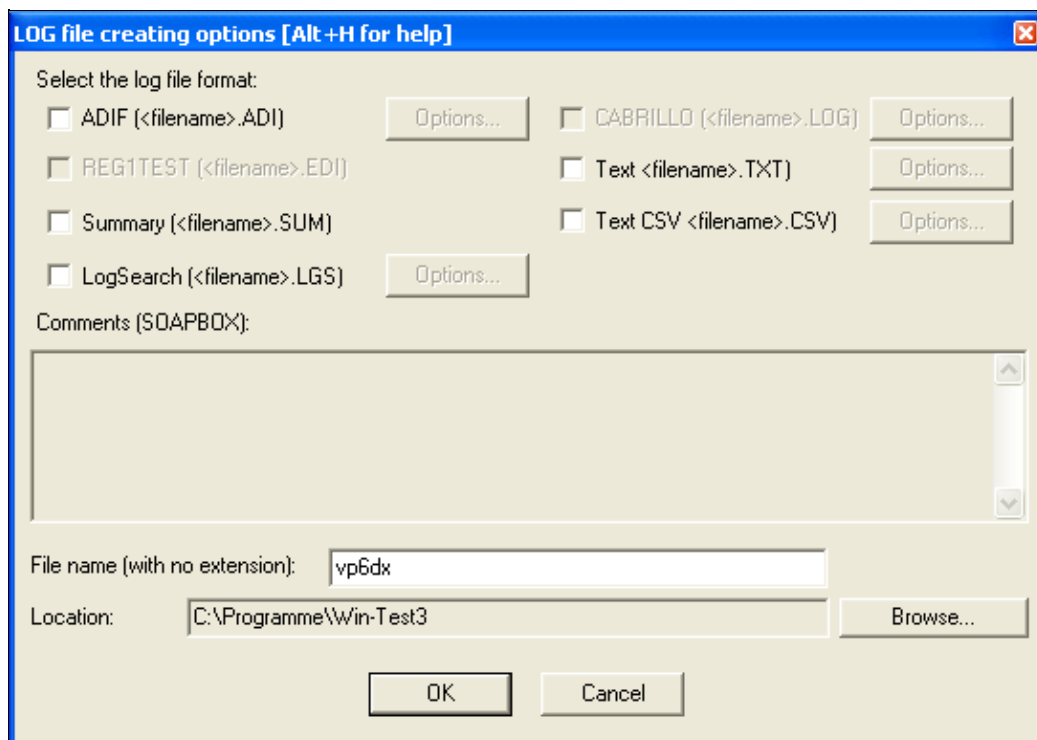 LOG file creating options [Alt+H for help]
Select the log file format:
ADIF (<filename>.ADI) Options... CABRILLO (<filename>.LOG) Options...
REG1TEST (<filename>.EDI) Text <filename>.TXT) Options...
Summary (<filename>.SUM) Text CSV <filename>.CSV) Options...
LogSearch (<filename>.LGS) Options...
Comments (SOAPBOX):
File name (with no extension): vp6dx
Location: C:\Programme\Win-Test3 Browse...
OK Cancel